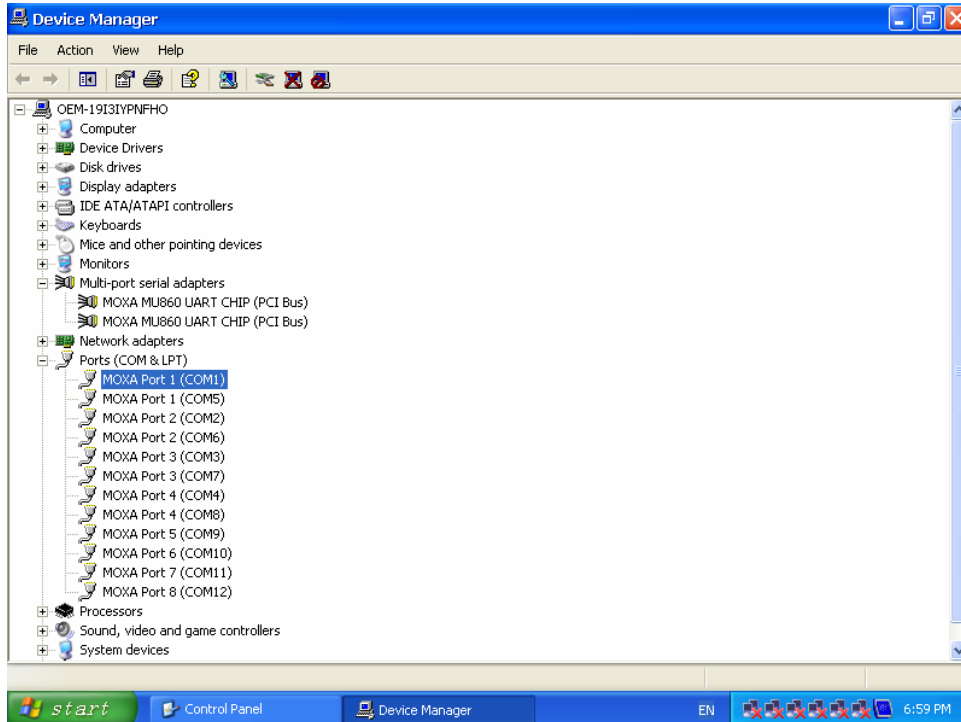 Device Manager
File Action View Help
OEM-19I3IYPNFHO
Computer
Device Drivers
Disk drives
Display adapters
IDE ATA/ATAPI controllers
Keyboards
Mice and other pointing devices
Monitors
Multi-port serial adapters
MOXA MU860 UART CHIP (PCI Bus)
MOXA MU860 UART CHIP (PCI Bus)
Network adapters
Ports (COM & LPT)
MOXA Port 1 (COM1)
MOXA Port 1 (COM5)
MOXA Port 2 (COM2)
MOXA Port 2 (COM6)
MOXA Port 3 (COM3)
MOXA Port 3 (COM7)
MOXA Port 4 (COM4)
MOXA Port 4 (COM8)
MOXA Port 5 (COM9)
MOXA Port 6 (COM10)
MOXA Port 7 (COM11)
MOXA Port 8 (COM12)
Processors
Sound, video and game controllers
System devices
start Control Panel Device Manager EN 6:59 PM